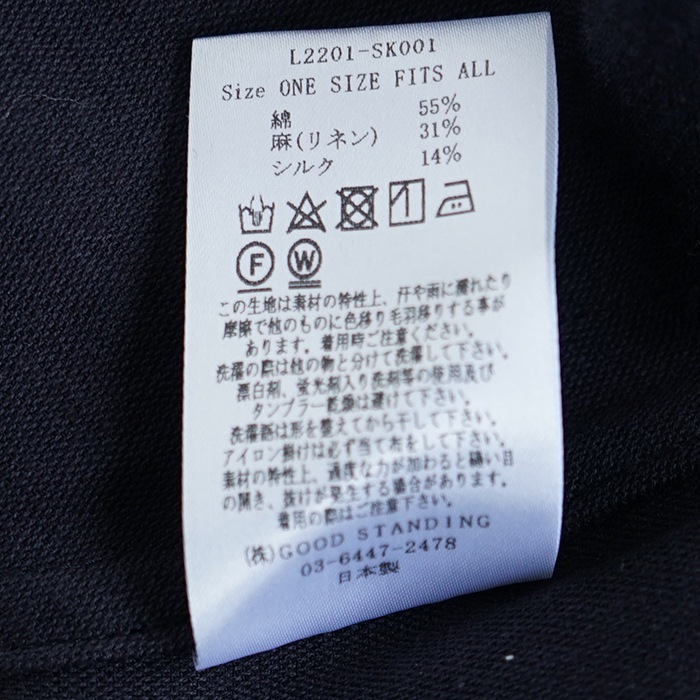 L2201-SK001
Size ONE SIZE FITS ALL
綿 55%
麻(リネン) 31%
シルク 14%
F W
この生地は素材の特性上、汗や雨に濡れたり
摩擦で他のものに色移り毛羽移りする事が
あります。着用時ご注意ください。
洗濯の際は他の物と分けて洗濯して下さい。
漂白剤、蛍光剤入り洗剤等の使用及び
タンブラー乾燥は避けて下さい。
洗濯後は形を整えてから干して下さい。
アイロン掛けは必ず当て布をして下さい。
素材の特性上、過度な力が加わると縫い目
の開き、抜けが発生する場合があります。
着用の際はご注意下さい
(株)GOOD STANDING
03-6447-2478
日本製